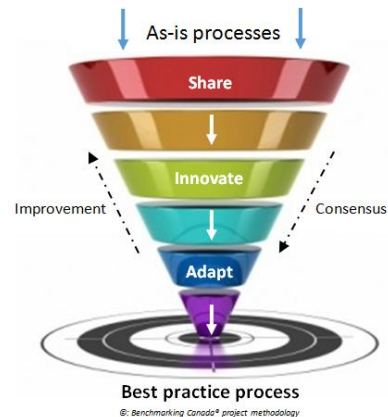 As-is processes
Share
Innovate
Improvement
Consensus
Adapt
Best practice process
©: Benchmarking Canada® project methodology